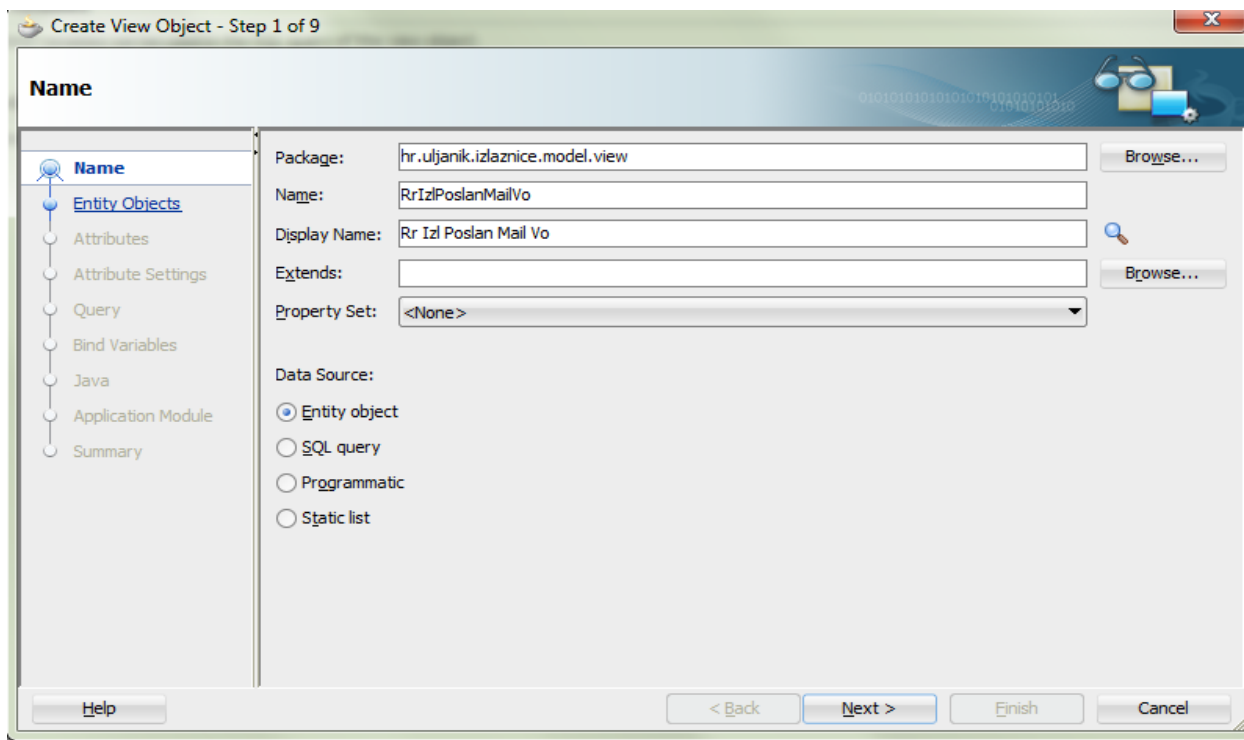 Create View Object - Step 1 of 9
Name
Name
Entity Objects
Attributes
Attribute Settings
Query
Bind Variables
Java
Application Module
Summary
Package: hr.uljanik.izlaznice.model.view Browse...
Name: RrIzlPoslanMailVo
Display Name: Rr Izl Poslan Mail Vo
Extends: Browse...
Property Set: <None>
Data Source:
Entity object
SQL query
Programmatic
Static list
Help < Back Next > Finish Cancel